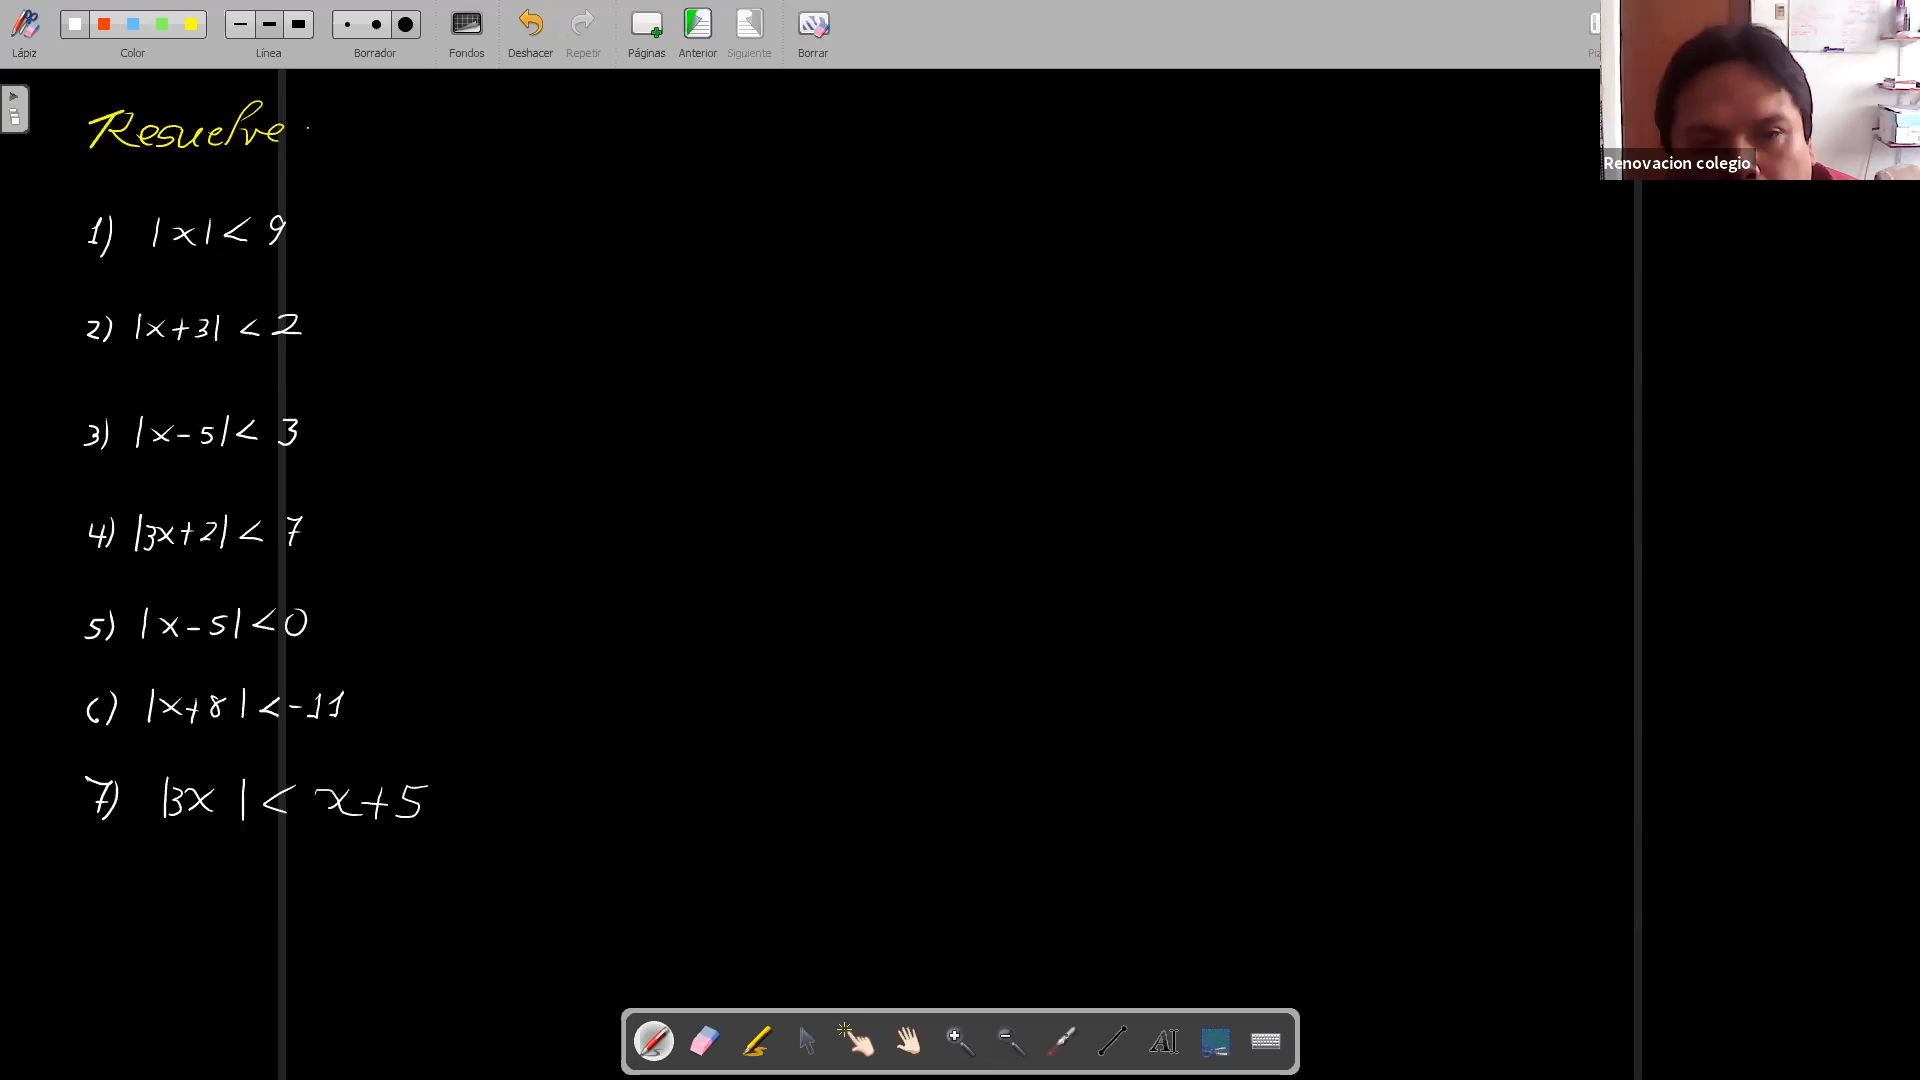 Lápiz Color Línea Borrador Fondos Deshacer Repetir Páginas Anterior Siguiente Borrar
Renovacion colegio
Resuelve
1) |x| < 9
2) |x+3| < 2
3) |x-5| < 3
4) |3x+2| < 7
5) |x-5| < 0
6) |x+8| < -11
7) |3x| < x+5